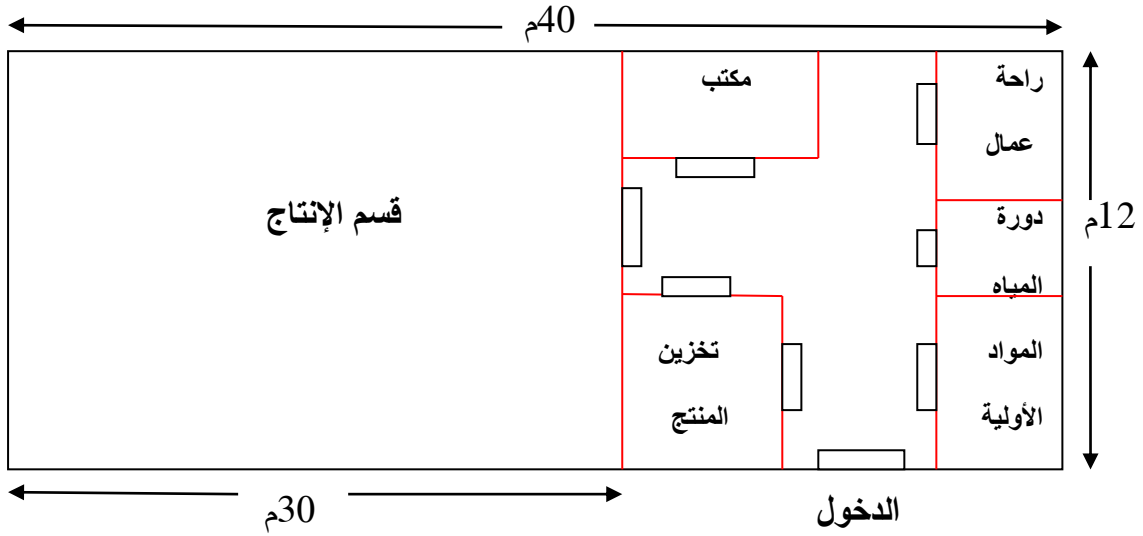 40م
راحة
عمال
مكتب
قسم الإنتاج
دورة
المياه
12م
المواد
الأولية
تخزين
المنتج
30م
الدخول